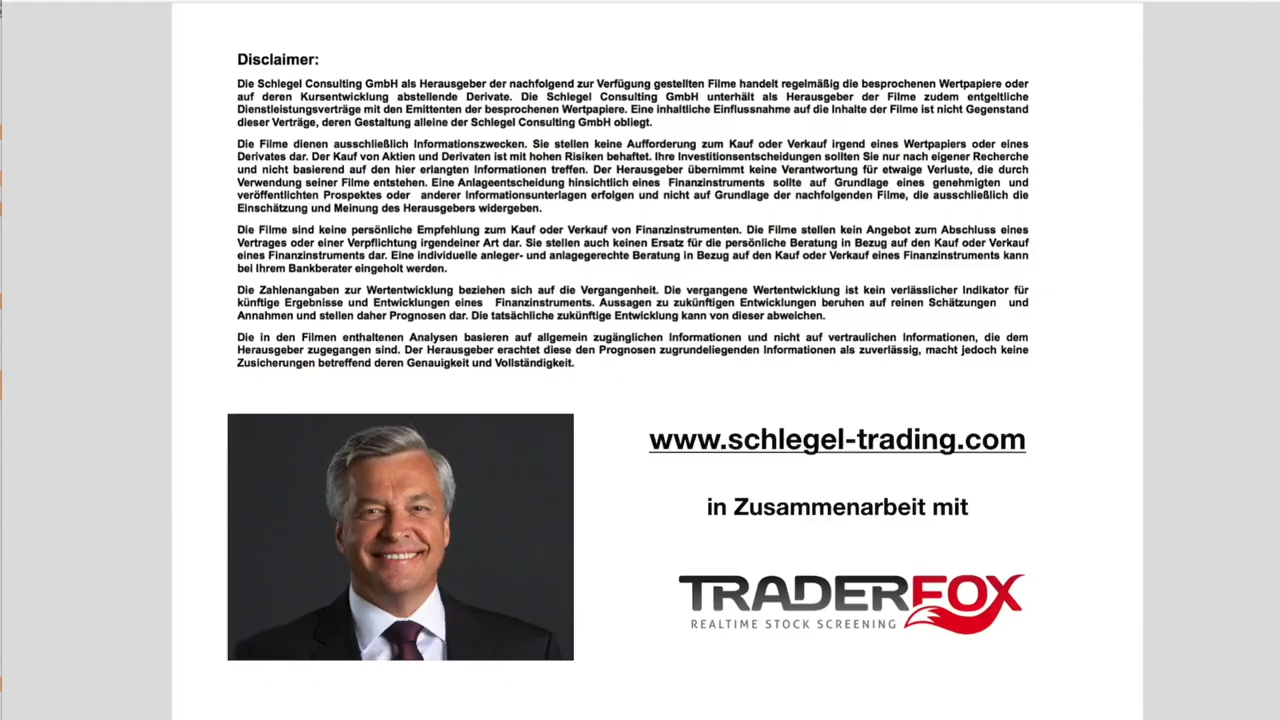 Disclaimer:
Die Schlegel Consulting GmbH als Herausgeber der nachfolgend zur Verfügung gestellten Filme handelt regelmäßig die besprochenen Wertpapiere oder
auf deren Kursentwicklung abstellende Derivate. Die Schlegel Consulting GmbH unterhält als Herausgeber der Filme zudem entgeltliche
Dienstleistungsverträge mit den Emittenten der besprochenen Wertpapiere. Eine inhaltliche Einflussnahme auf die Inhalte der Filme ist nicht Gegenstand
dieser Verträge, deren Gestaltung alleine der Schlegel Consulting GmbH obliegt.
Die Filme dienen ausschließlich Informationszwecken. Sie stellen keine Aufforderung zum Kauf oder Verkauf irgend eines Wertpapiers oder eines
Derivates dar. Der Kauf von Aktien und Derivaten ist mit hohen Risiken behaftet. Ihre Investitionsentscheidungen sollten Sie nur nach eigener Recherche
und nicht basierend auf den hier erlangten Informationen treffen. Der Herausgeber übernimmt keine Verantwortung für etwaige Verluste, die durch
Verwendung seiner Filme entstehen. Eine Anlageentscheidung hinsichtlich eines Finanzinstruments sollte auf Grundlage eines genehmigten und
veröffentlichten Prospektes oder anderer Informationsunterlagen erfolgen und nicht auf Grundlage der nachfolgenden Filme, die ausschließlich die
Einschätzung und Meinung des Herausgebers widergeben.
Die Filme sind keine persönliche Empfehlung zum Kauf oder Verkauf von Finanzinstrumenten. Die Filme stellen kein Angebot zum Abschluss eines
Vertrages oder einer Verpflichtung irgendeiner Art dar. Sie stellen auch keinen Ersatz für die persönliche Beratung in Bezug auf den Kauf oder Verkauf
eines Finanzinstruments dar. Eine individuelle anleger- und anlagegerechte Beratung in Bezug auf den Kauf oder Verkauf eines Finanzinstruments kann
bei Ihrem Bankberater eingeholt werden.
Die Zahlenangaben zur Wertentwicklung beziehen sich auf die Vergangenheit. Die vergangene Wertentwicklung ist kein verlässlicher Indikator für
künftige Ergebnisse und Entwicklungen eines Finanzinstruments. Aussagen zu zukünftigen Entwicklungen beruhen auf reinen Schätzungen und
Annahmen und stellen daher Prognosen dar. Die tatsächliche zukünftige Entwicklung kann von dieser abweichen.
Die in den Filmen enthaltenen Analysen basieren auf allgemein zugänglichen Informationen und nicht auf vertraulichen Informationen, die dem
Herausgeber zugegangen sind. Der Herausgeber erachtet diese den Prognosen zugrundeliegenden Informationen als zuverlässig, macht jedoch keine
Zusicherungen betreffend deren Genauigkeit und Vollständigkeit.
www.schlegel-trading.com
in Zusammenarbeit mit
TRADERFOX
REALTIME STOCK SCREENING